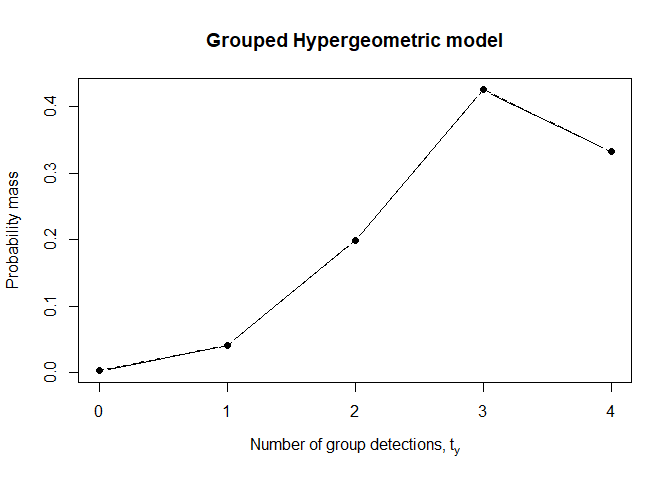 Grouped Hypergeometric model
Probability mass
0.4
0.3
0.2
0.1
0.0
0 1 2 3 4
Number of group detections, ty